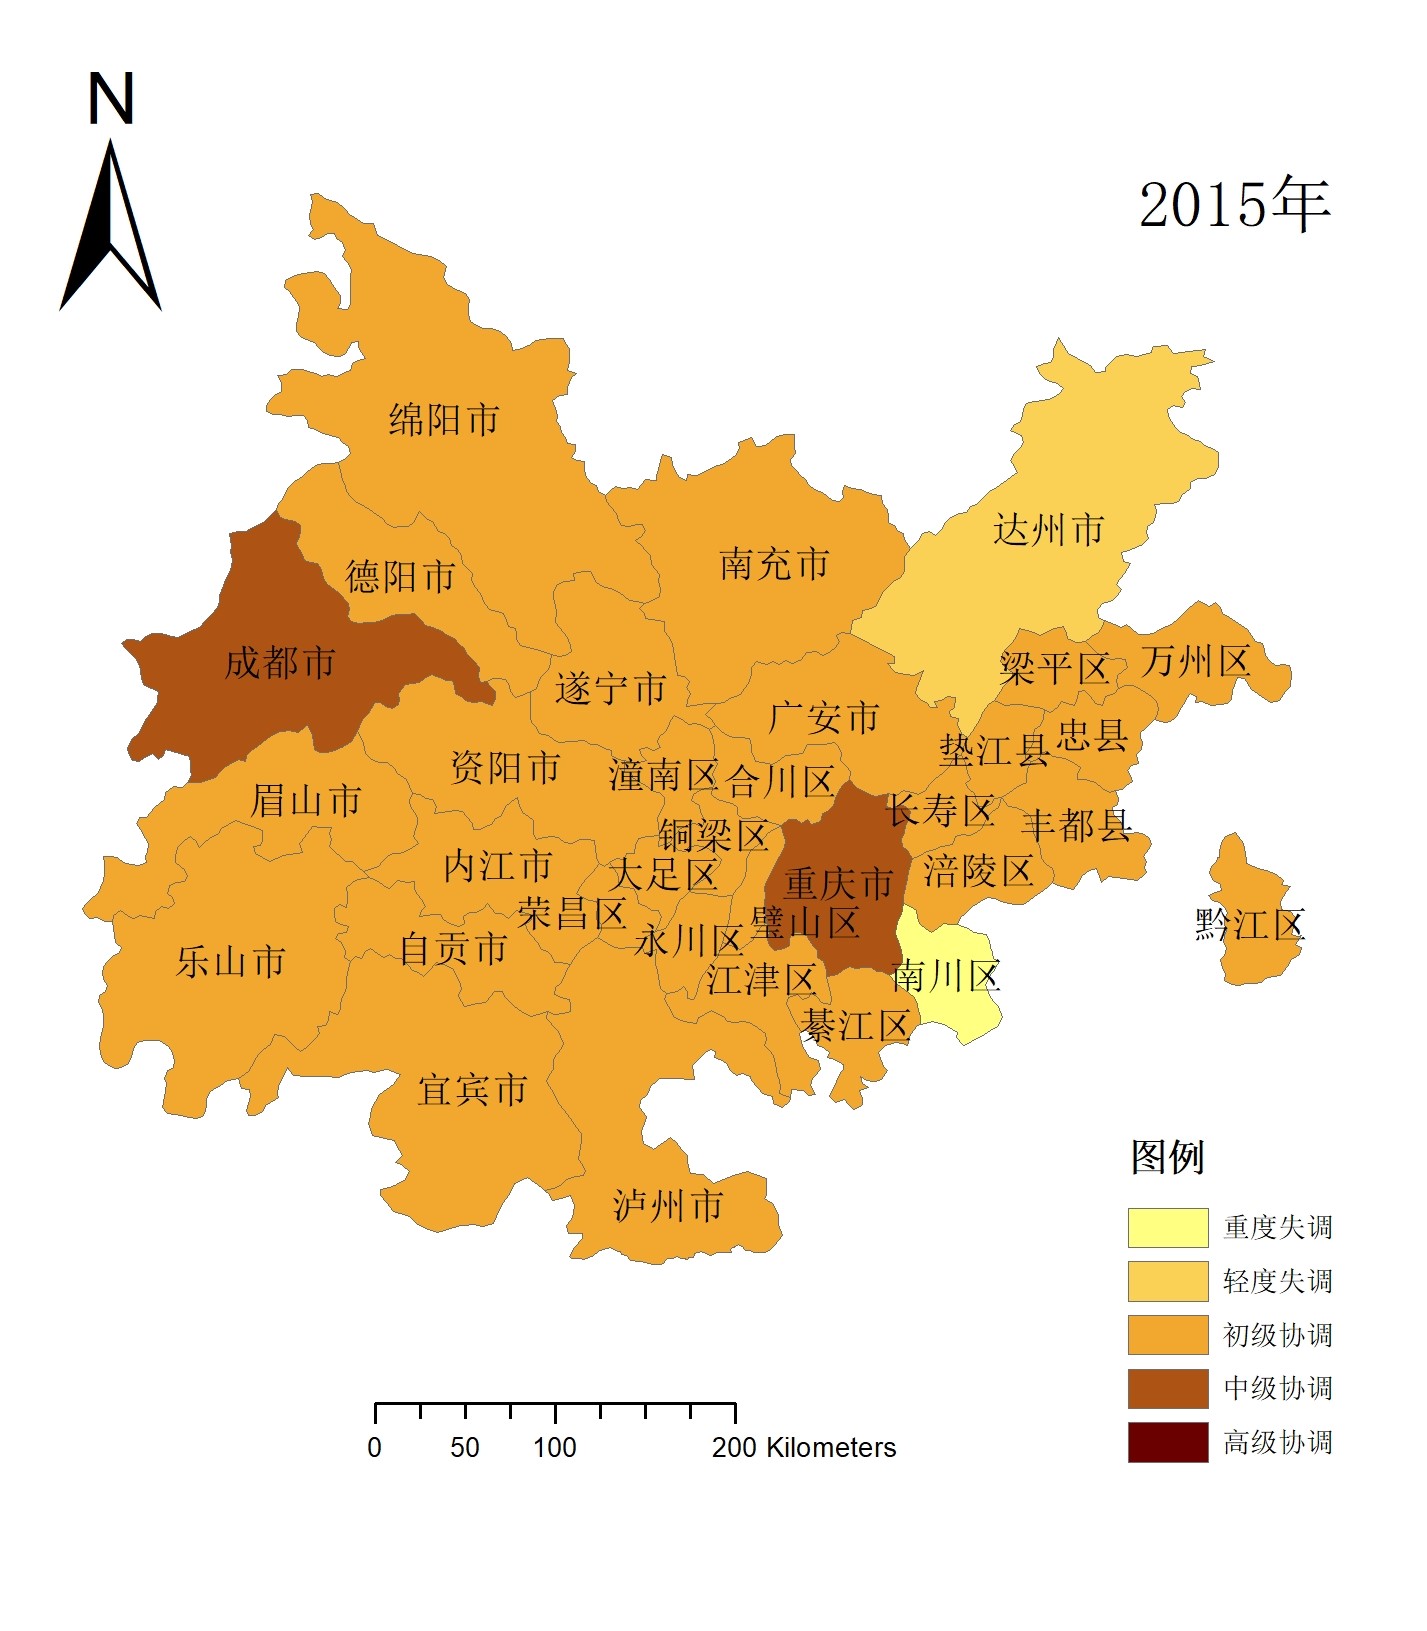 N
2015年
绵阳市
达州市
南充市
德阳市
成都市
梁平区
万州区
遂宁市
广安市
忠县
垫江县
资阳市
潼南区
合川区
眉山市
长寿区
丰都县
铜梁区
内江市
大足区
涪陵区
重庆市
荣昌区
璧山区
黔江区
永川区
自贡市
乐山市
江津区
南川区
綦江区
宜宾市
泸州市
图例
重度失调
轻度失调
初级协调
中级协调
高级协调
0 50 100 200 Kilometers